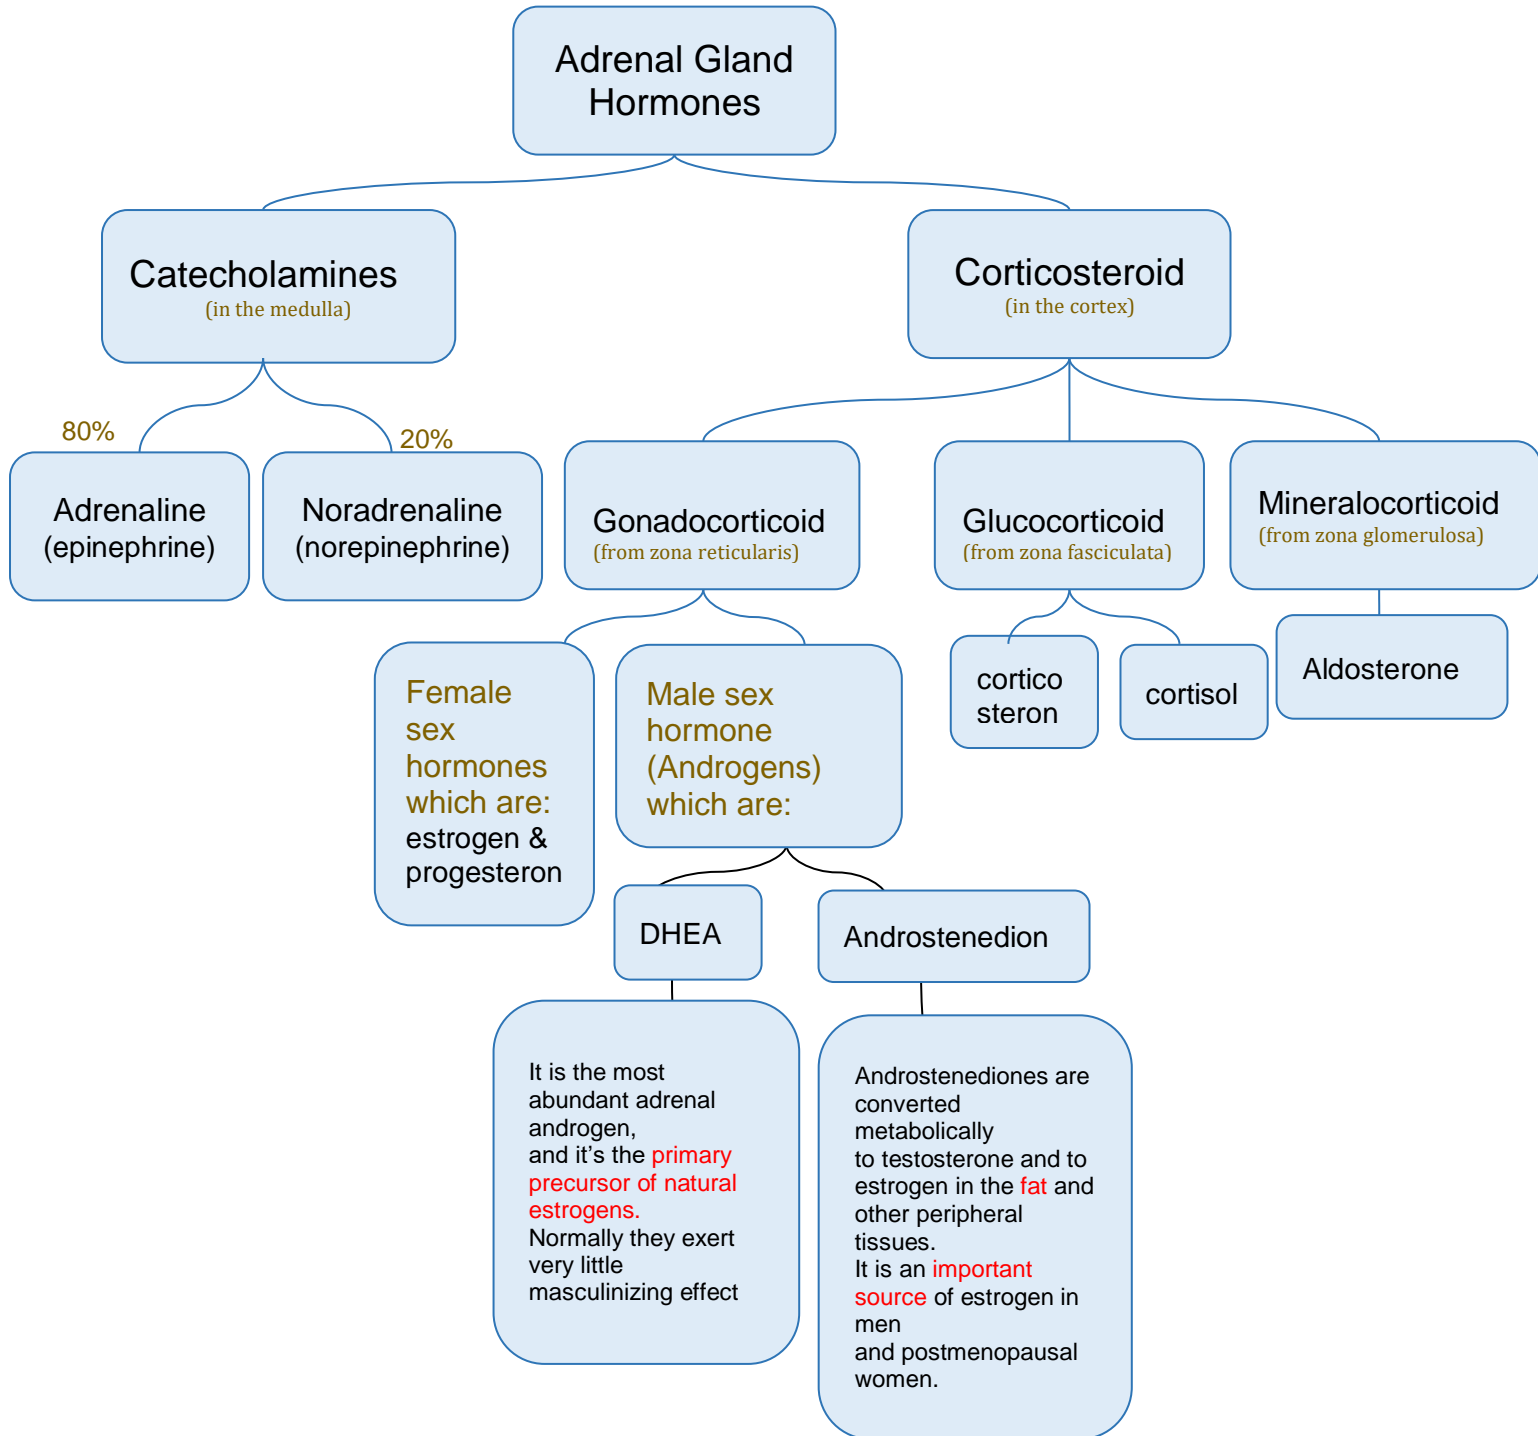 Adrenal Gland
Hormones
Catecholamines
(in the medulla)
Corticosteroid
(in the cortex)
80%
20%
Adrenaline
(epinephrine)
Noradrenaline
(norepinephrine)
Gonadocorticoid
(from zona reticularis)
Glucocorticoid
(from zona fasciculata)
Mineralocorticoid
(from zona glomerulosa)
Female
sex
hormones
which are:
estrogen &
progesteron
Male sex
hormone
(Androgens)
which are:
cortico
steron
cortisol
Aldosterone
DHEA
Androstenedion
It is the most
abundant adrenal
androgen,
and it’s the primary
precursor of natural
estrogens.
Normally they exert
very little
masculinizing effect
Androstenediones are
converted
metabolically
to testosterone and to
estrogen in the fat and
other peripheral
tissues.
It is an important
source of estrogen in
men
and postmenopausal
women.